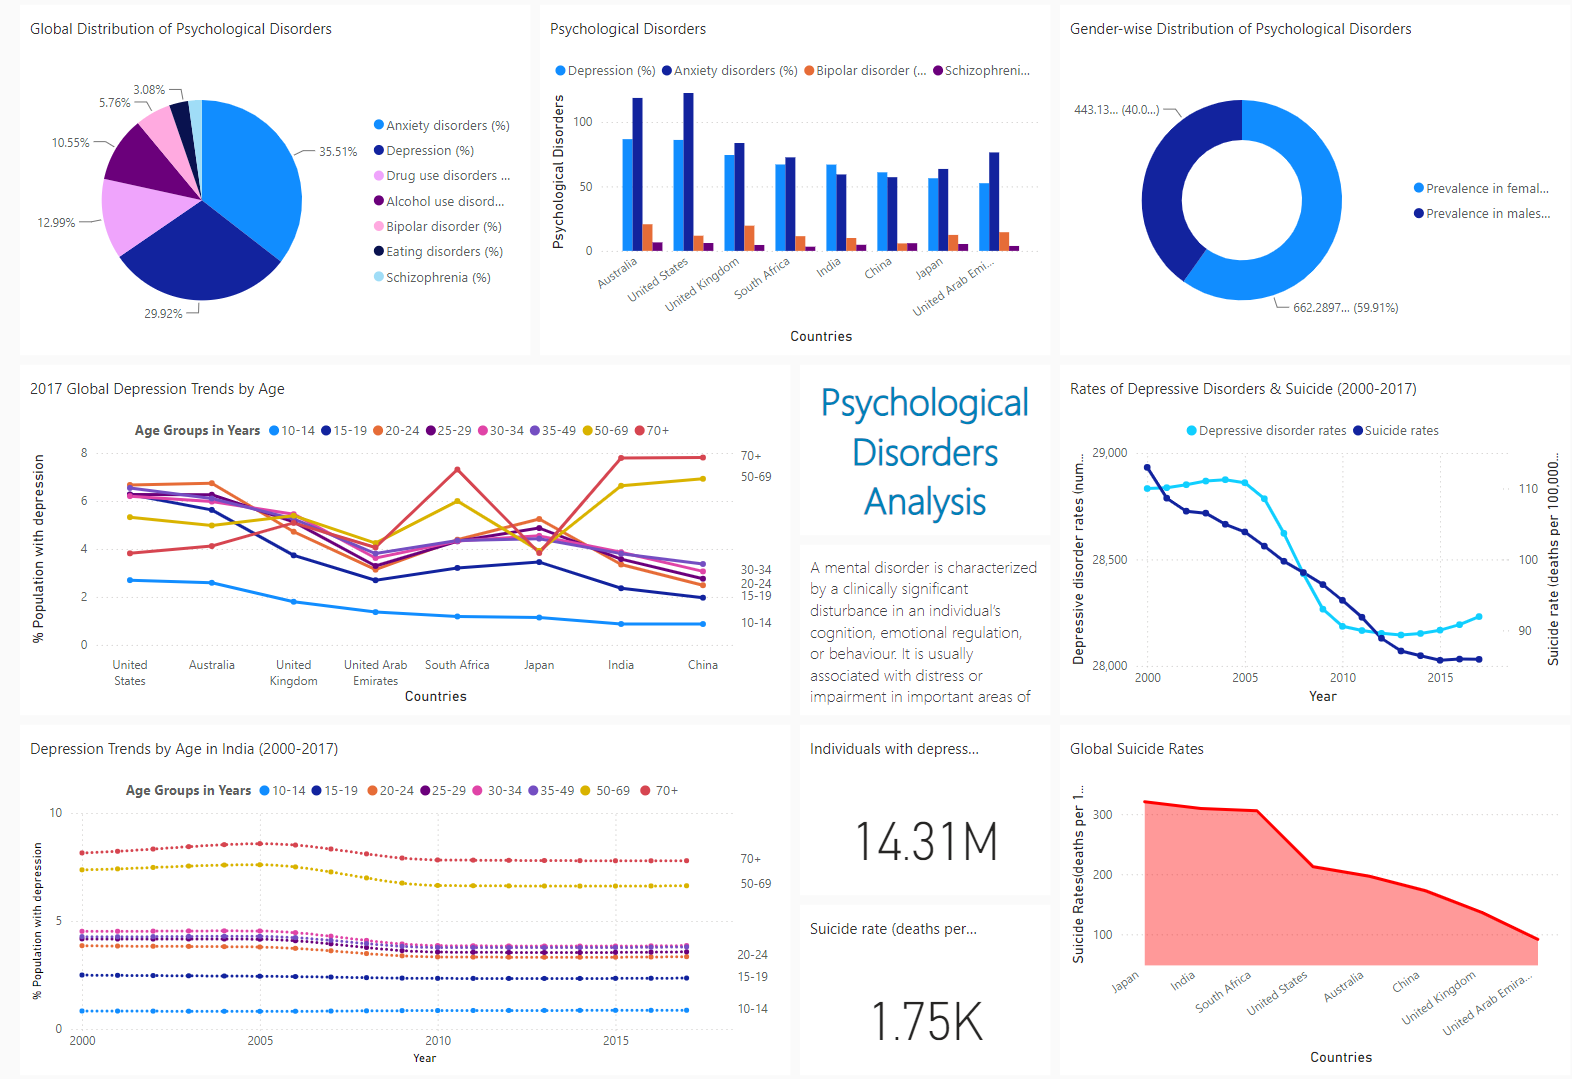 Global Distribution of Psychological Disorders
3.08%
5.76%
10.55%
12.99%
29.92%
35.51%
Anxiety disorders (%)
Depression (%)
Drug use disorders ...
Alcohol use disord...
Bipolar disorder (%)
Eating disorders (%)
Schizophrenia (%)
Psychological Disorders
Depression (%) Anxiety disorders (%) Bipolar disorder (... Schizophreni...
Psychological Disorders
100
50
0
Australia
United States
United Kingdom
South Africa
India
China
Japan
United Arab Emi...
Countries
Gender-wise Distribution of Psychological Disorders
443.13... (40.0...)
662.2897... (59.91%)
Prevalence in femal...
Prevalence in males...
2017 Global Depression Trends by Age
Age Groups in Years 10-14 15-19 20-24 25-29 30-34 35-49 50-69 70+
% Population with depression
8
6
4
2
0
70+
50-69
30-34
20-24
15-19
10-14
United States
Australia
United Kingdom
United Arab Emirates
South Africa
Japan
India
China
Countries
Psychological
Disorders
Analysis
A mental disorder is characterized
by a clinically significant
disturbance in an individual's
cognition, emotional regulation,
or behaviour. It is usually
associated with distress or
impairment in important areas of
Rates of Depressive Disorders & Suicide (2000-2017)
Depressive disorder rates Suicide rates
Depressive disorder rates (num...
29,000
28,500
28,000
110
100
90
Suicide rate (deaths per 100,000...
2000 2005 2010 2015
Year
Depression Trends by Age in India (2000-2017)
Age Groups in Years 10-14 15-19 20-24 25-29 30-34 35-49 50-69 70+
% Population with depression
10
5
0
70+
50-69
20-24
15-19
10-14
2000 2005 2010 2015
Year
Individuals with depress...
14.31M
Suicide rate (deaths per...
1.75K
Global Suicide Rates
Suicide Rates(deaths per 1...
300
200
100
Japan
India
South Africa
United States
Australia
China
United Kingdom
United Arab Emira...
Countries